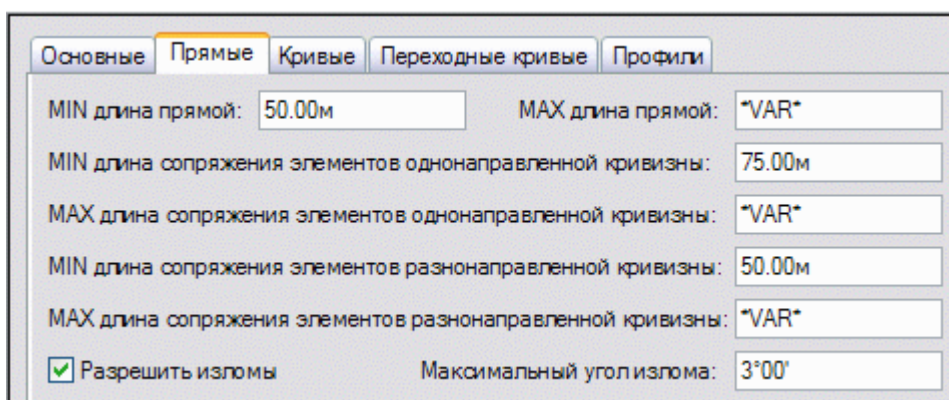 Основные Прямые Кривые Переходные кривые Профили
MIN длина прямой: 50.00м MAX длина прямой: *VAR*
MIN длина сопряжения элементов однонаправленной кривизны: 75.00м
MAX длина сопряжения элементов однонаправленной кривизны: *VAR*
MIN длина сопряжения элементов разнонаправленной кривизны: 50.00м
MAX длина сопряжения элементов разнонаправленной кривизны: *VAR*
Разрешить изломы Максимальный угол излома: 3°00'